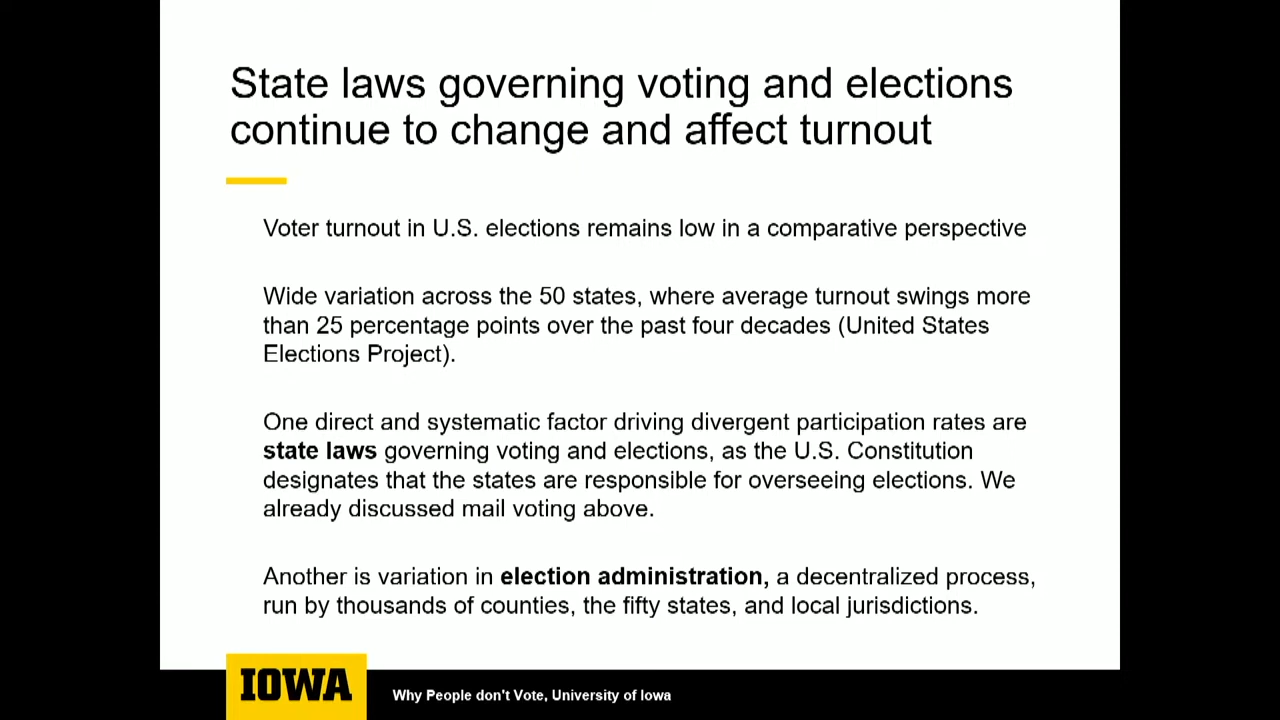 State laws governing voting and elections
continue to change and affect turnout
Voter turnout in U.S. elections remains low in a comparative perspective
Wide variation across the 50 states, where average turnout swings more
than 25 percentage points over the past four decades (United States
Elections Project).
One direct and systematic factor driving divergent participation rates are
state laws governing voting and elections, as the U.S. Constitution
designates that the states are responsible for overseeing elections. We
already discussed mail voting above.
Another is variation in election administration, a decentralized process,
run by thousands of counties, the fifty states, and local jurisdictions.
IOWA
Why People don't Vote, University of Iowa